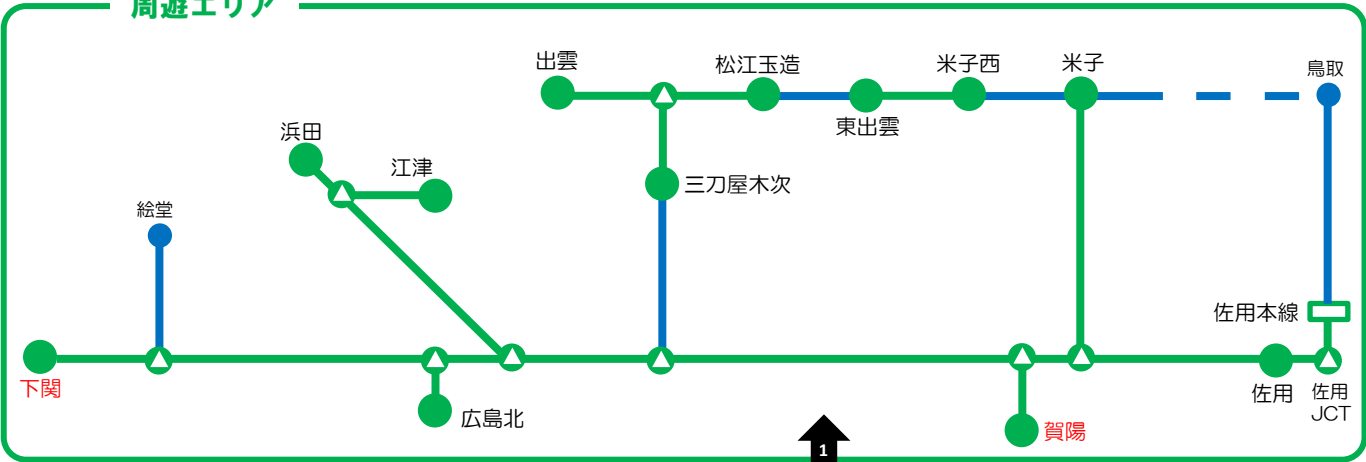 周遊エリア
出雲
松江玉造
米子西
米子
鳥取
東出雲
浜田
江津
三刀屋木次
絵堂
佐用本線
下関
広島北
賀陽
佐用
佐用
JCT
1